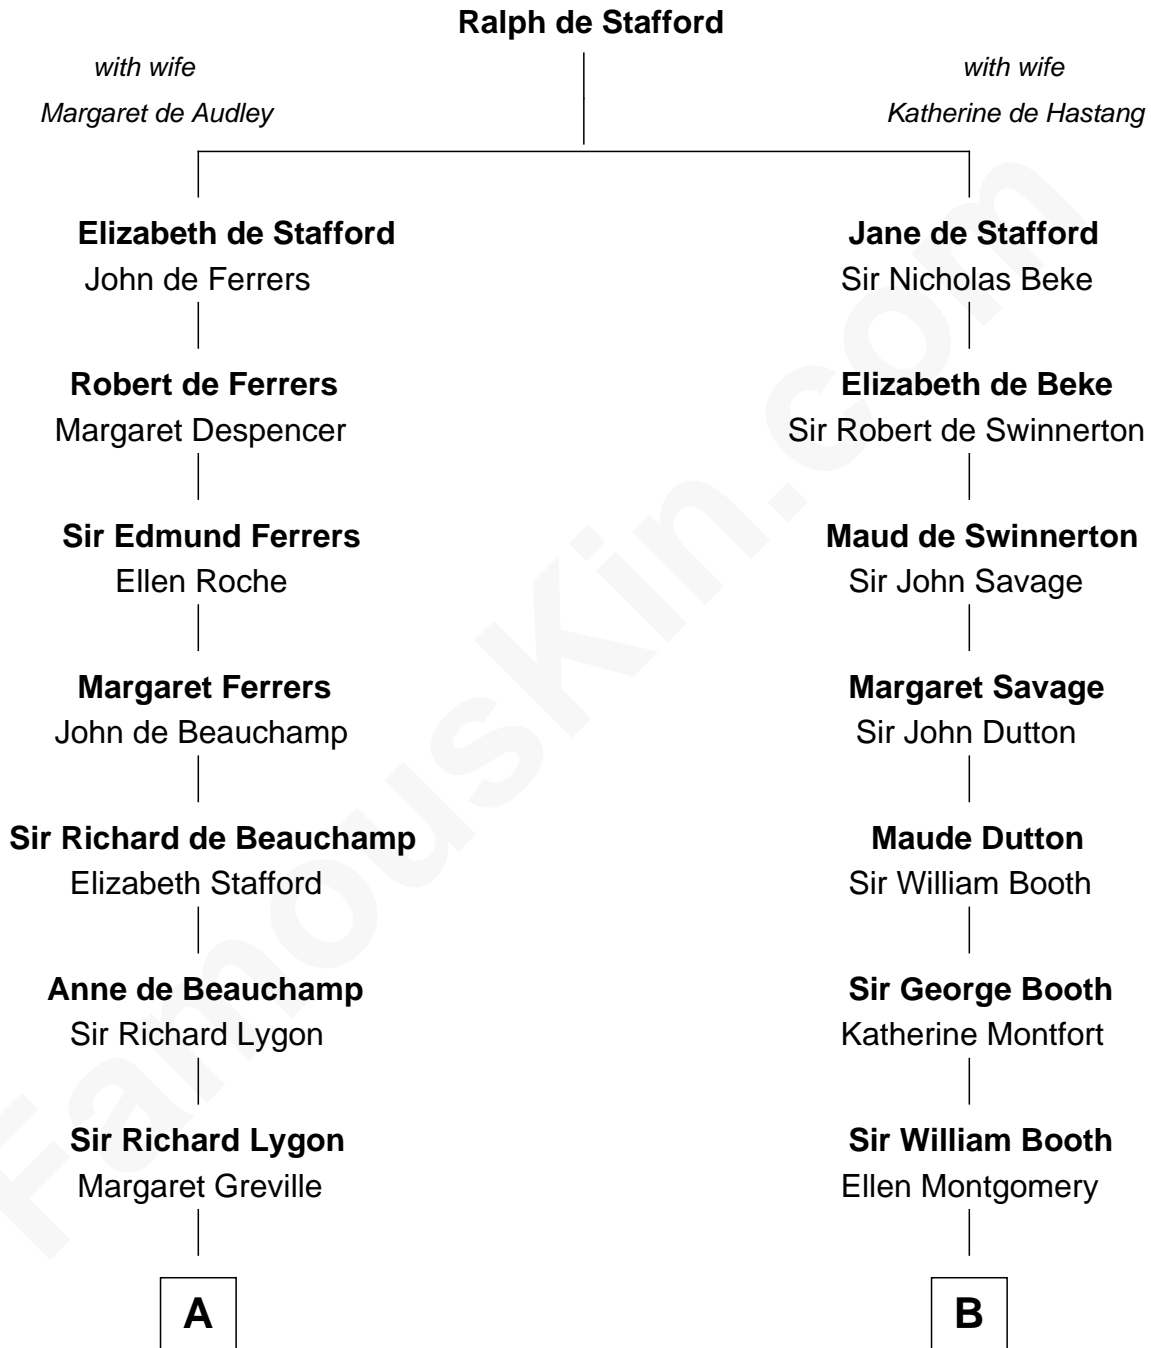 Ralph de Stafford
with wife
Margaret de Audley
with wife
Katherine de Hastang
Elizabeth de Stafford
John de Ferrers
Jane de Stafford
Sir Nicholas Beke
Robert de Ferrers
Margaret Despencer
Elizabeth de Beke
Sir Robert de Swinnerton
Sir Edmund Ferrers
Ellen Roche
Maud de Swinnerton
Sir John Savage
Margaret Ferrers
John de Beauchamp
Margaret Savage
Sir John Dutton
Sir Richard de Beauchamp
Elizabeth Stafford
Maude Dutton
Sir William Booth
Anne de Beauchamp
Sir Richard Lygon
Sir George Booth
Katherine Montfort
Sir Richard Lygon
Margaret Greville
Sir William Booth
Ellen Montgomery
A
B
FamousKin.com